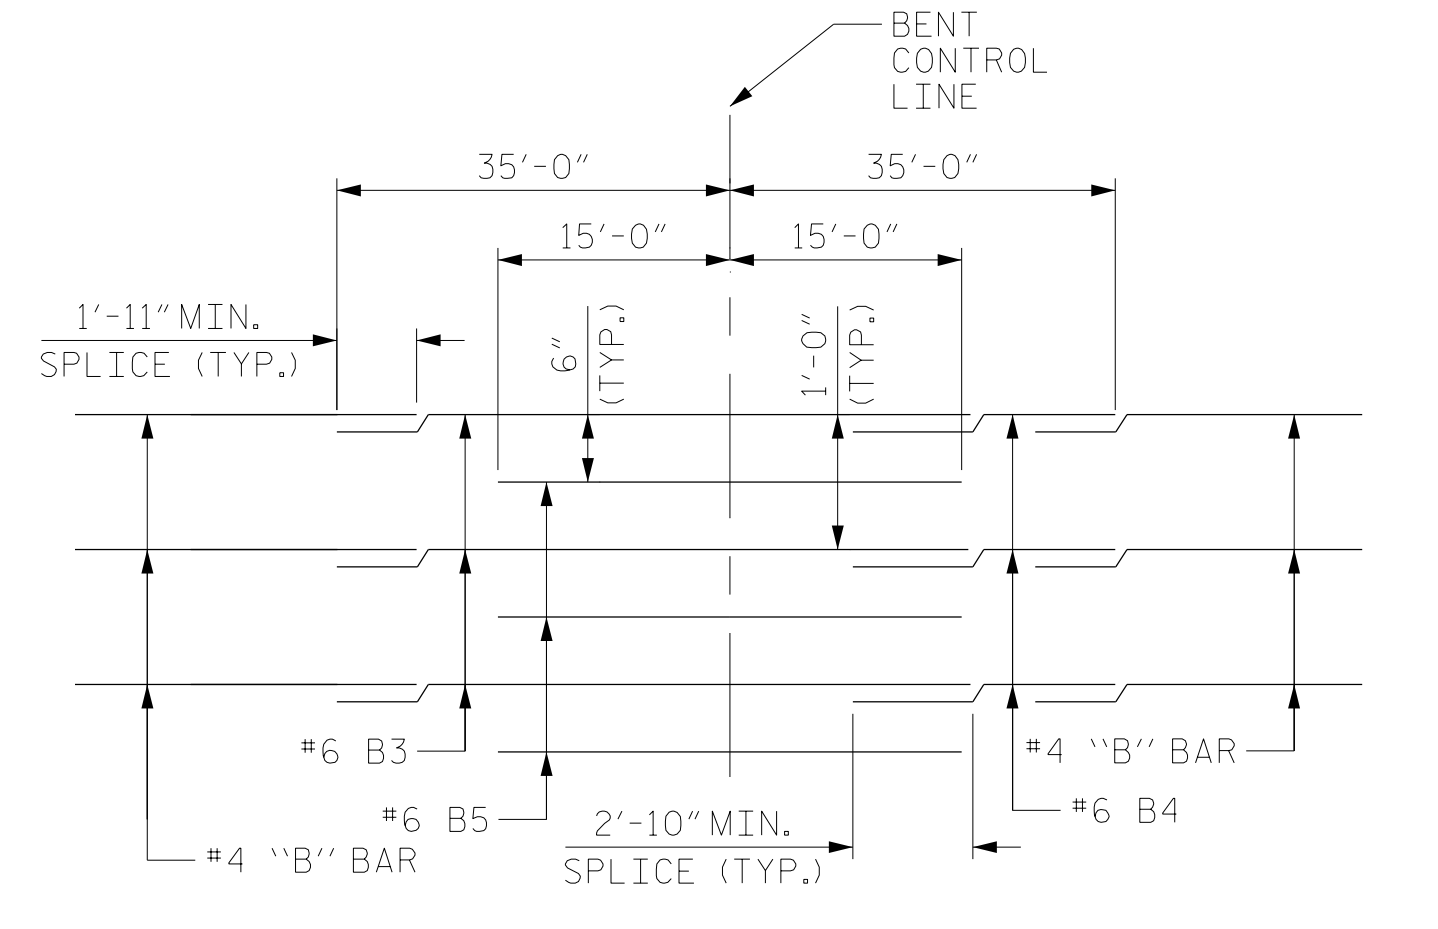 BENT
CONTROL
LINE
35'-0"
35'-0"
15'-0"
15'-0"
1'-11" MIN.
SPLICE (TYP.)
6"
(TYP.)
1'-0"
(TYP.)
#6 B3
#4 "B" BAR
#6 B5
#6 B4
2'-10" MIN.
SPLICE (TYP.)
#4 "B" BAR